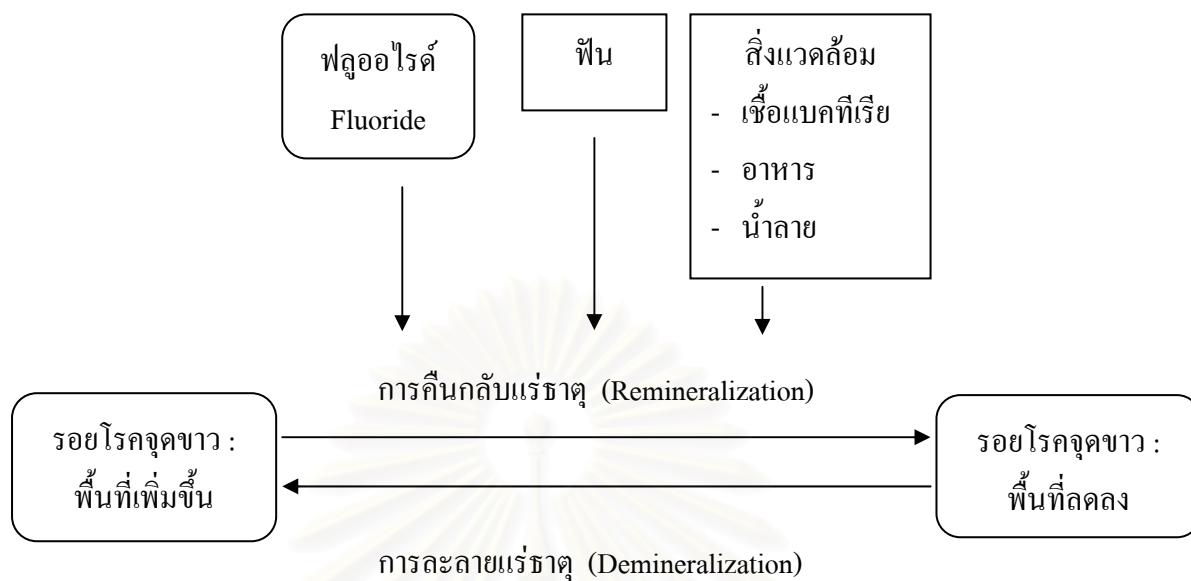 ฟลูออไรด์
Fluoride
ฟัน
สิ่งแวดล้อม
- เชื้อแบคทีเรีย
- อาหาร
- น้ำลาย
การคืนกลับแร่ธาตุ (Remineralization)
รอยโรคจุดขาว :
พื้นที่เพิ่มขึ้น
รอยโรคจุดขาว :
พื้นที่ลดลง
การละลายแร่ธาตุ (Demineralization)